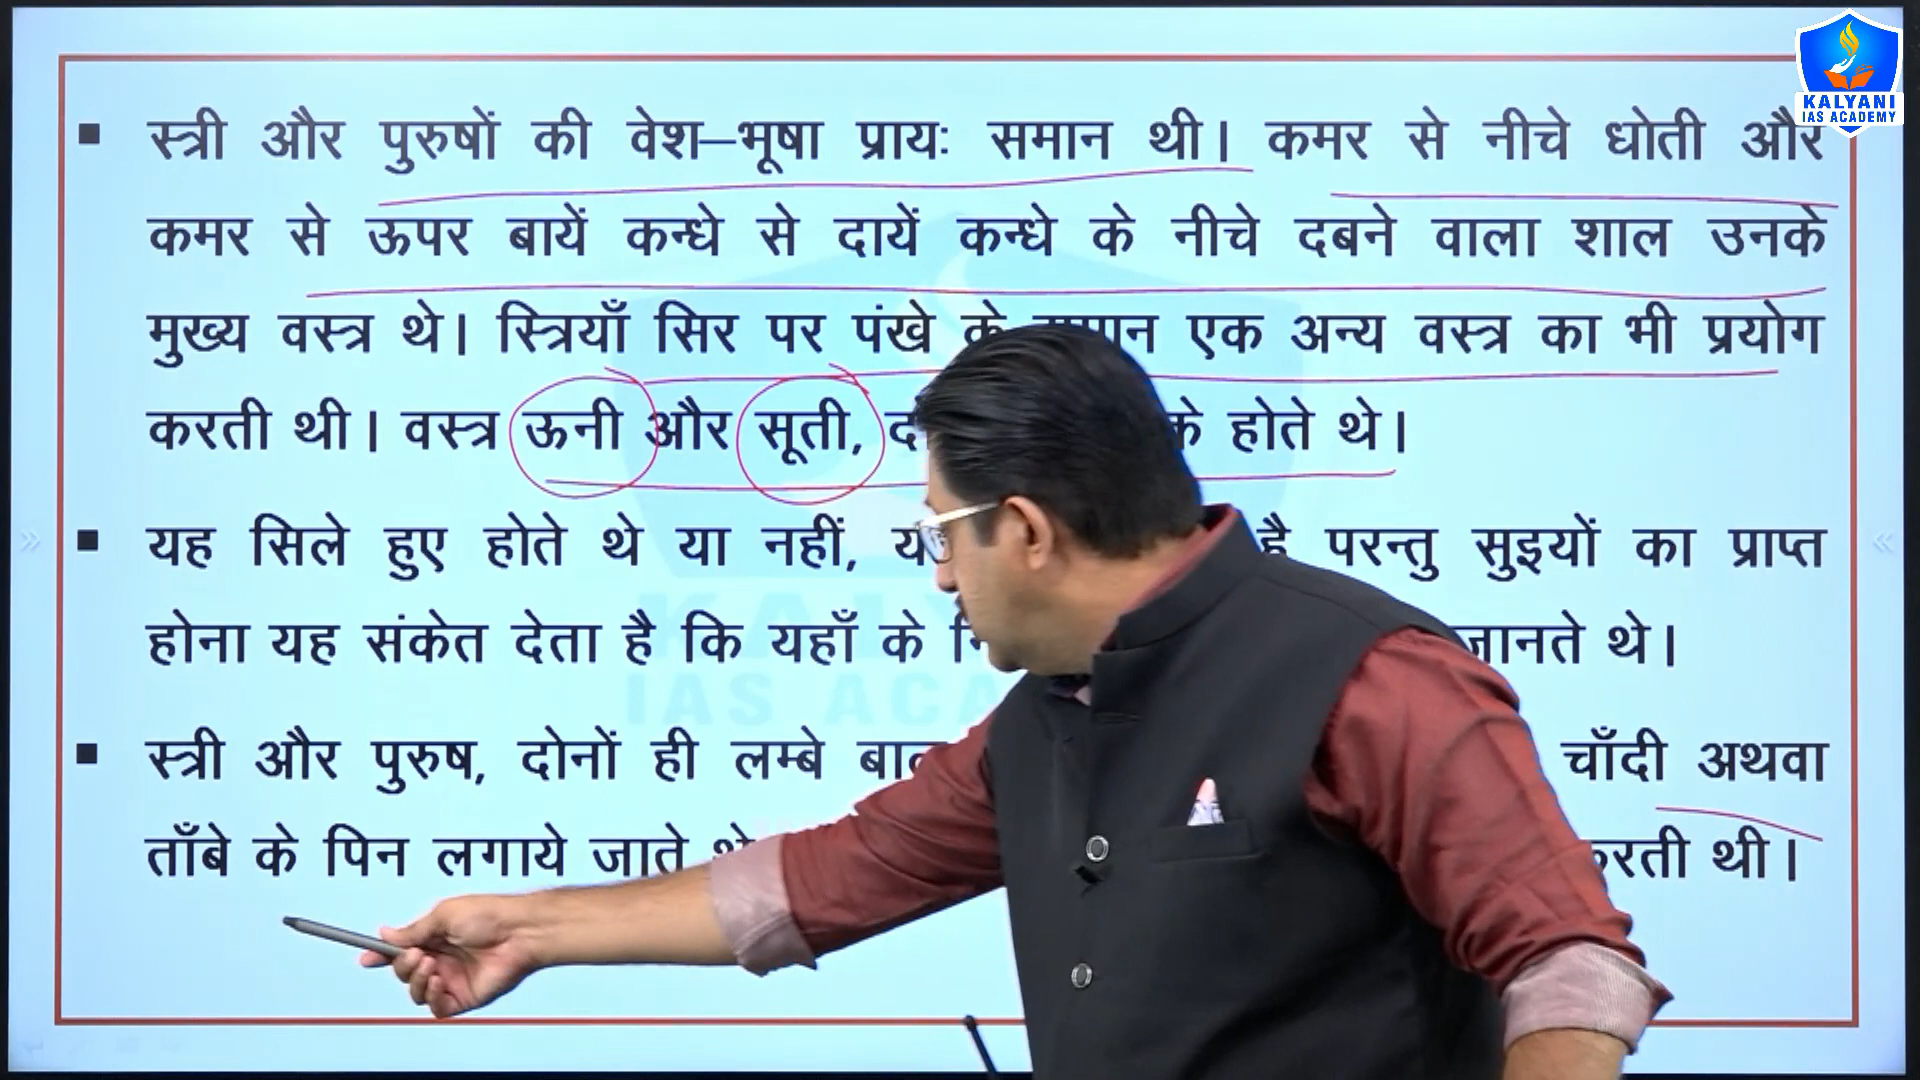 KALYANI
IAS ACADEMY
स्त्री और पुरुषों की वेश–भूषा प्रायः समान थी। कमर से नीचे धोती और
कमर से ऊपर बायें कन्धे से दायें कन्धे के नीचे दबने वाला शाल उनके
मुख्य वस्त्र थे। स्त्रियाँ सिर पर पंखे के एक अन्य वस्त्र का भी प्रयोग
करती थी। वस्त्र ऊनी और सूती, के होते थे।
यह सिले हुए होते थे या नहीं, है परन्तु सुइयों का प्राप्त
होना यह संकेत देता है कि यहाँ के जानते थे।
स्त्री और पुरुष, दोनों ही लम्बे चाँदी अथवा
ताँबे के पिन लगाये जाते थी।